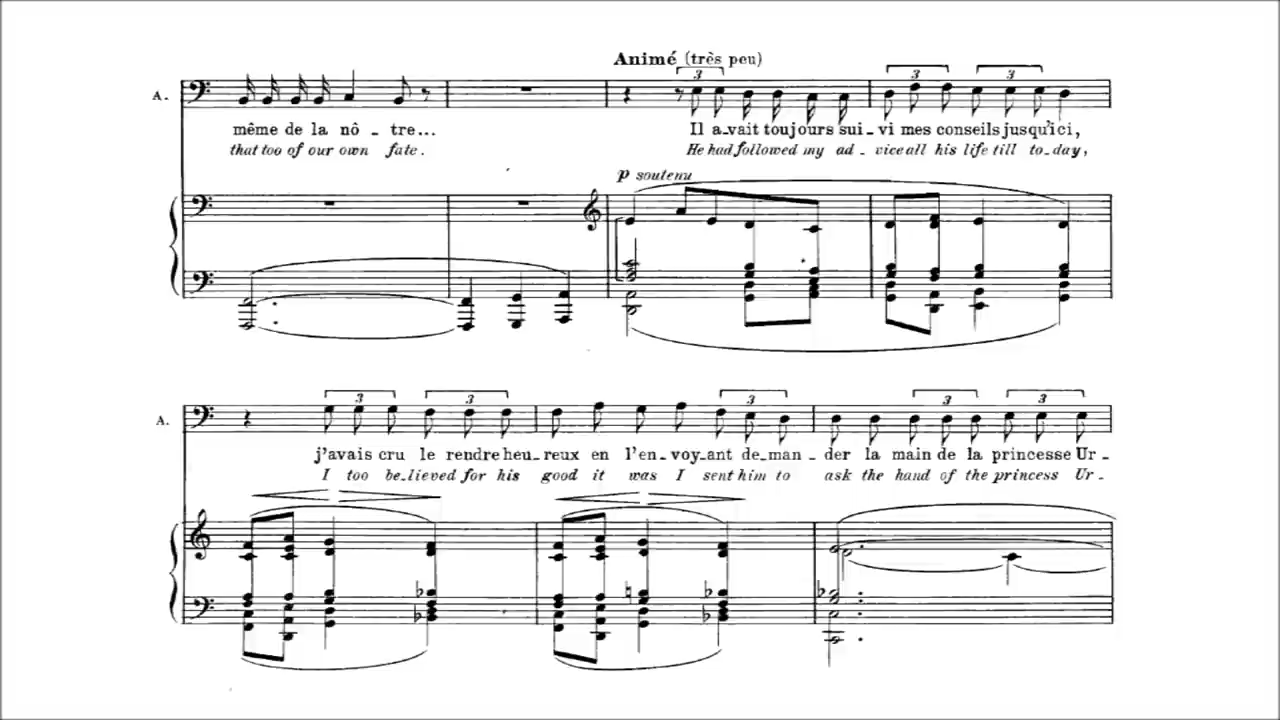 Animé (très peu)
3 3 3
A.
même de la nô - tre... Il a-vait toujours sui - vi mes conseils jusqu'ici,
that too of our own fate. He had followed my ad - vice all his life till to-day,
p soutenu
3 3 3 3 3
A.
j'avais cru le rendre heu - reux en l'en-voy-ant de-man - der la main de la princesse Ur -
I too be-lieved for his good it was I sent him to ask the hand of the princess Ur -